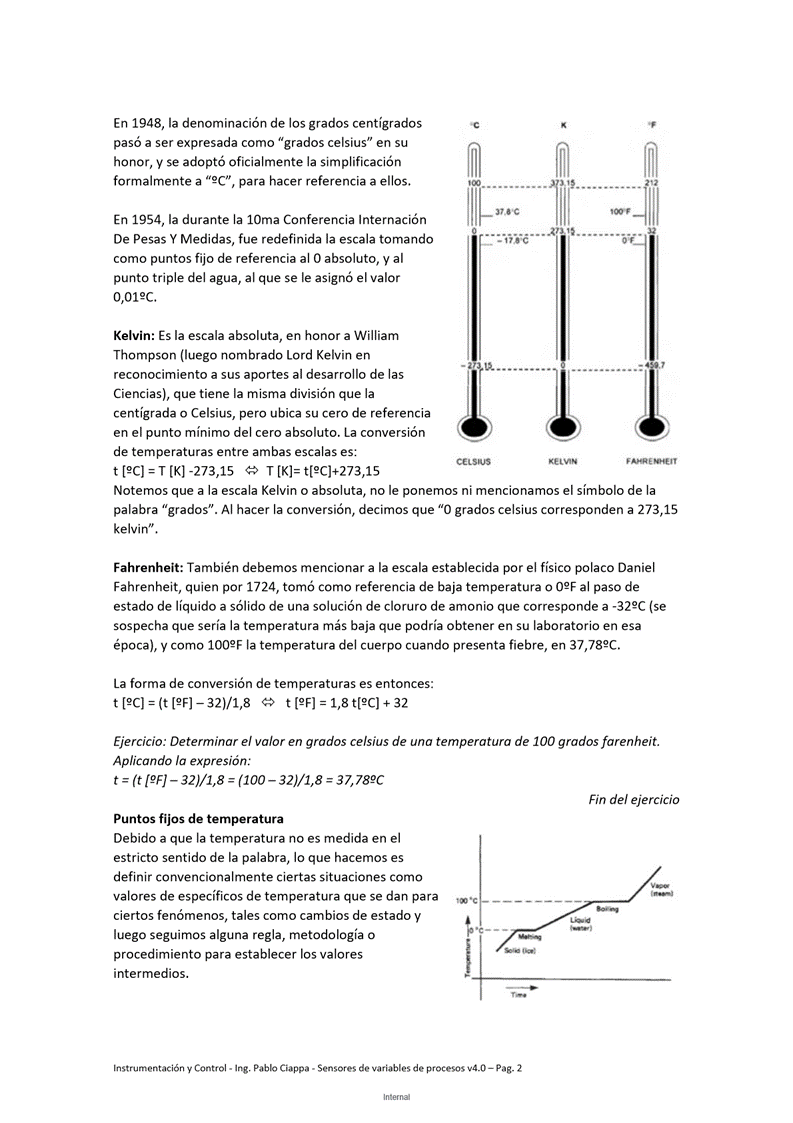 En 1948, la denominación de los grados centígrados
pasó a ser expresada como “grados celsius” en su
honor, y se adoptó oficialmente la simplificación
formalmente a “ºC”, para hacer referencia a ellos.
En 1954, la durante la 10ma Conferencia Internación
De Pesas Y Medidas, fue redefinida la escala tomando
como puntos fijo de referencia al 0 absoluto, y al
punto triple del agua, al que se le asignó el valor
0,01ºC.
Kelvin: Es la escala absoluta, en honor a William
Thompson (luego nombrado Lord Kelvin en
reconocimiento a sus aportes al desarrollo de las
Ciencias), que tiene la misma división que la
centígrada o Celsius, pero ubica su cero de referencia
en el punto mínimo del cero absoluto. La conversión
de temperaturas entre ambas escalas es:
t [ºC] = T [K] -273,15 ⬄ T [K]= t[ºC]+273,15
°C K °F
100 373,15 212
37,8°C 100°F
0 273,15 32
– 17,8°C 0°F
– 273,15 0 – 459,7
CELSIUS KELVIN FAHRENHEIT
Notemos que a la escala Kelvin o absoluta, no le ponemos ni mencionamos el símbolo de la
palabra “grados”. Al hacer la conversión, decimos que “0 grados celsius corresponden a 273,15
kelvin”.
Fahrenheit: También debemos mencionar a la escala establecida por el físico polaco Daniel
Fahrenheit, quien por 1724, tomó como referencia de baja temperatura o 0ºF al paso de
estado de líquido a sólido de una solución de cloruro de amonio que corresponde a -32ºC (se
sospecha que sería la temperatura más baja que podría obtener en su laboratorio en esa
época), y como 100ºF la temperatura del cuerpo cuando presenta fiebre, en 37,78ºC.
La forma de conversión de temperaturas es entonces:
t [ºC] = (t [ºF] – 32)/1,8 ⬄ t [ºF] = 1,8 t[ºC] + 32
Ejercicio: Determinar el valor en grados celsius de una temperatura de 100 grados farenheit.
Aplicando la expresión:
t = (t [ºF] – 32)/1,8 = (100 – 32)/1,8 = 37,78ºC
Fin del ejercicio
Puntos fijos de temperatura
Debido a que la temperatura no es medida en el
estricto sentido de la palabra, lo que hacemos es
definir convencionalmente ciertas situaciones como
valores de específicos de temperatura que se dan para
ciertos fenómenos, tales como cambios de estado y
luego seguimos alguna regla, metodología o
procedimiento para establecer los valores
intermedios.
Vapor
(steam)
100 °C
Boiling
Liquid
(water)
0 °C
Melting
Solid (ice)
Temperature
Time
Instrumentación y Control - Ing. Pablo Ciappa - Sensores de variables de procesos v4.0 – Pag. 2
Internal